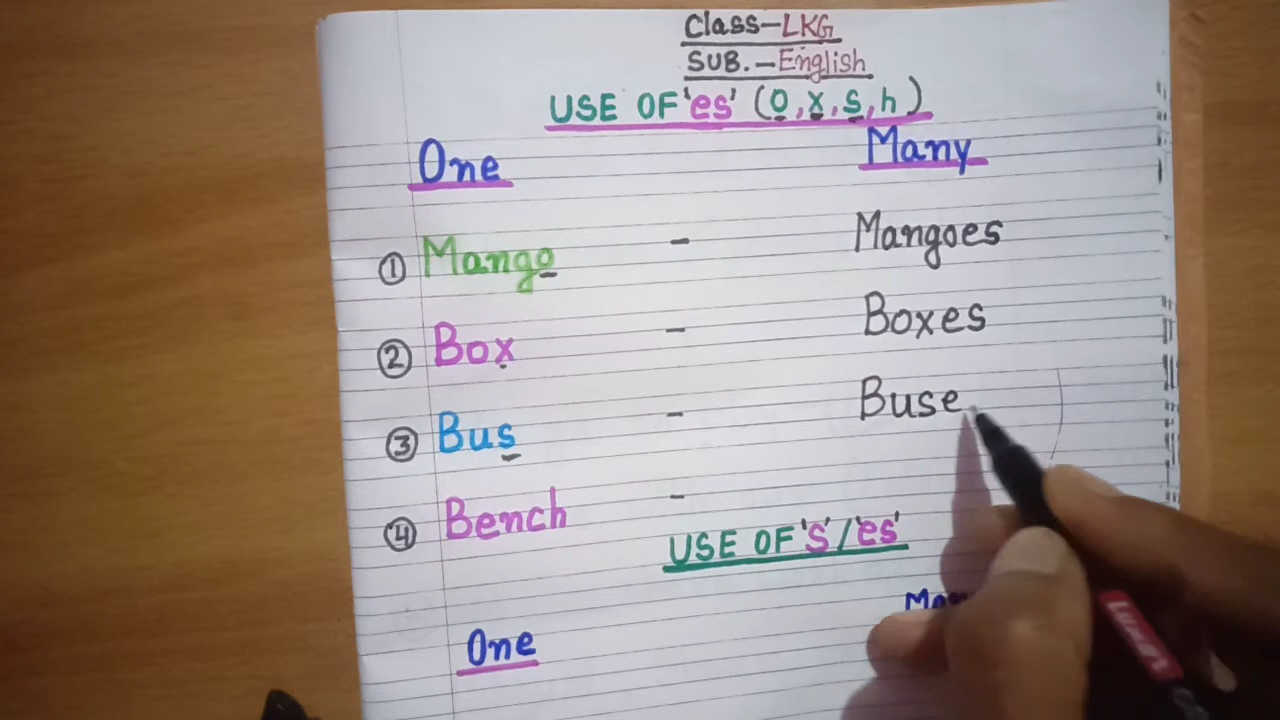 Class-LKG
SUB.-English
USE OF 'es' (o, x, s, h)
One Many
① Mango - Mangoes
② Box - Boxes
③ Bus - Buse
④ Bench -
USE OF 's'/'es'
One